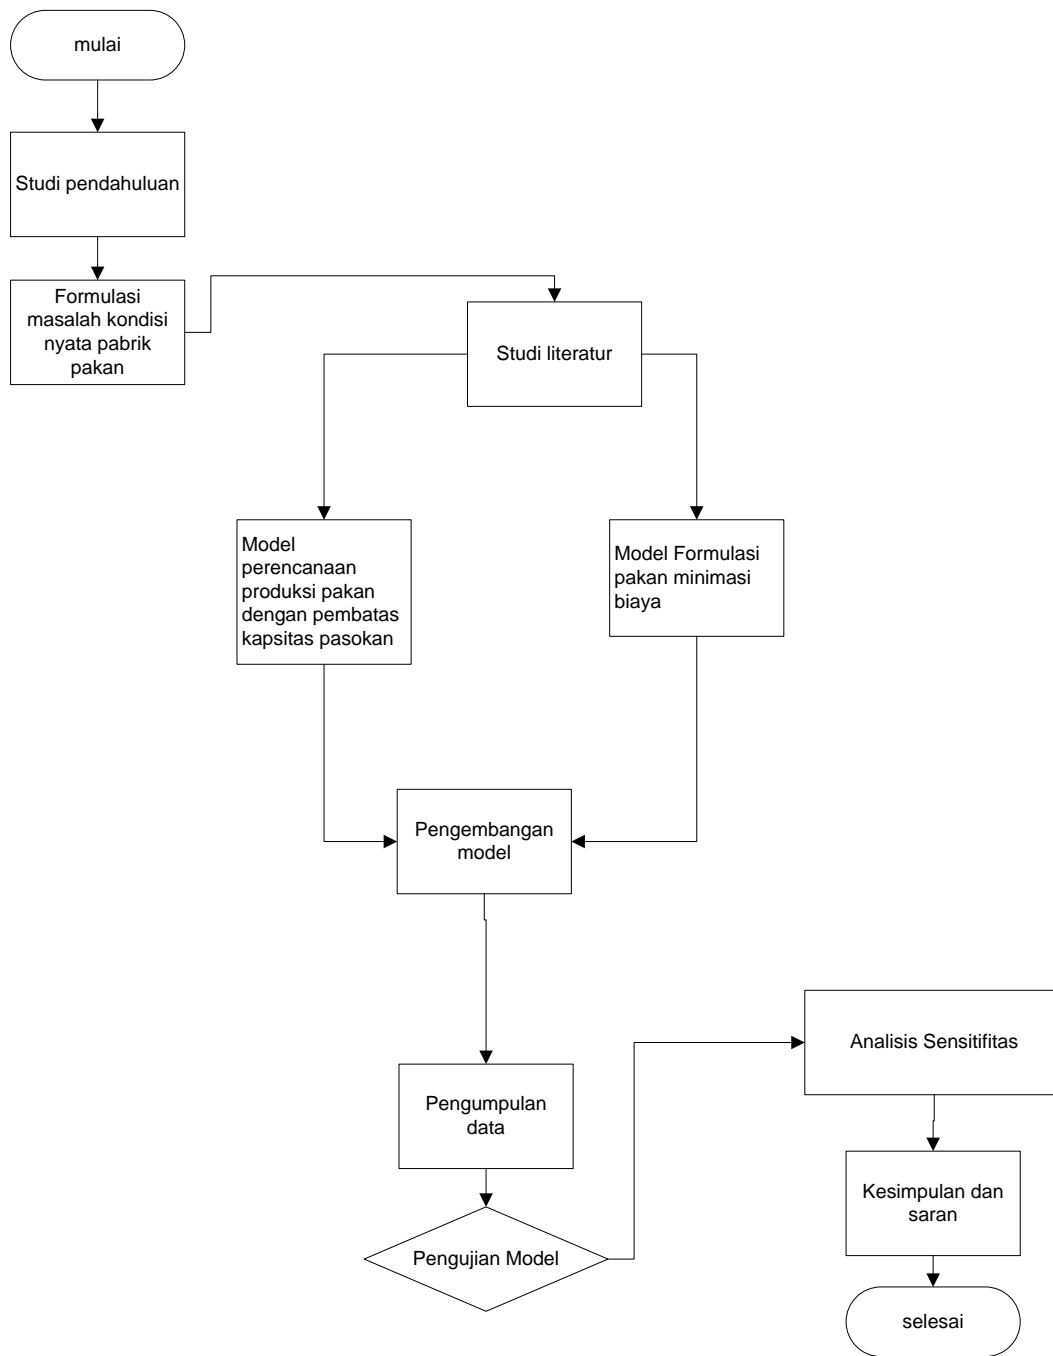 mulai
Studi pendahuluan
Formulasi
masalah kondisi
nyata pabrik
pakan
Studi literatur
Model
perencanaan
produksi pakan
dengan pembatas
kapsitas pasokan
Model Formulasi
pakan minimasi
biaya
Pengembangan
model
Pengumpulan
data
Pengujian Model
Analisis Sensitifitas
Kesimpulan dan
saran
selesai